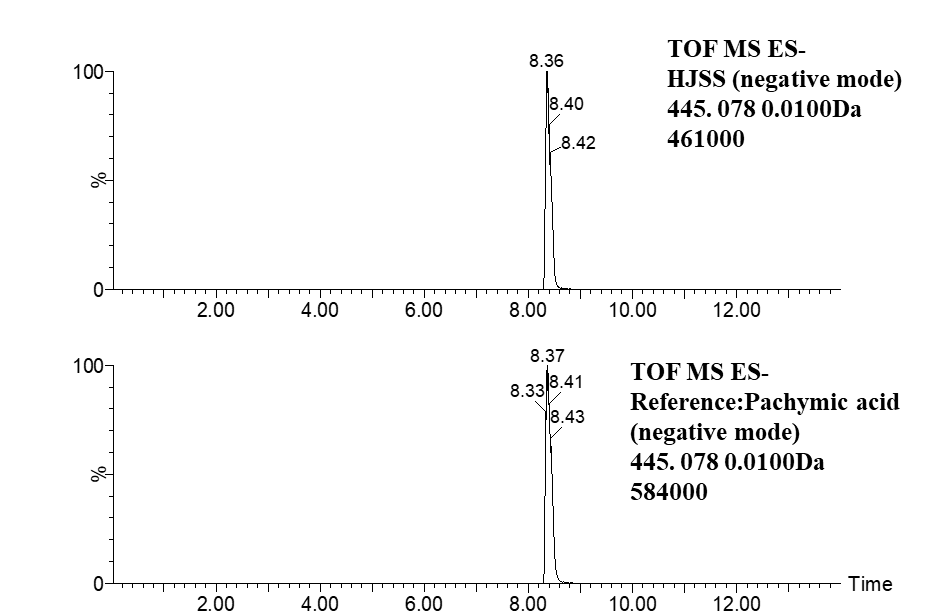 TOF MS ES-
HJSS (negative mode)
445. 078 0.0100Da
461000
8.36
8.40
8.42
100
%
0
2.00 4.00 6.00 8.00 10.00 12.00
TOF MS ES-
Reference:Pachymic acid
(negative mode)
445. 078 0.0100Da
584000
8.37
8.33
8.41
8.43
100
%
0
2.00 4.00 6.00 8.00 10.00 12.00
Time